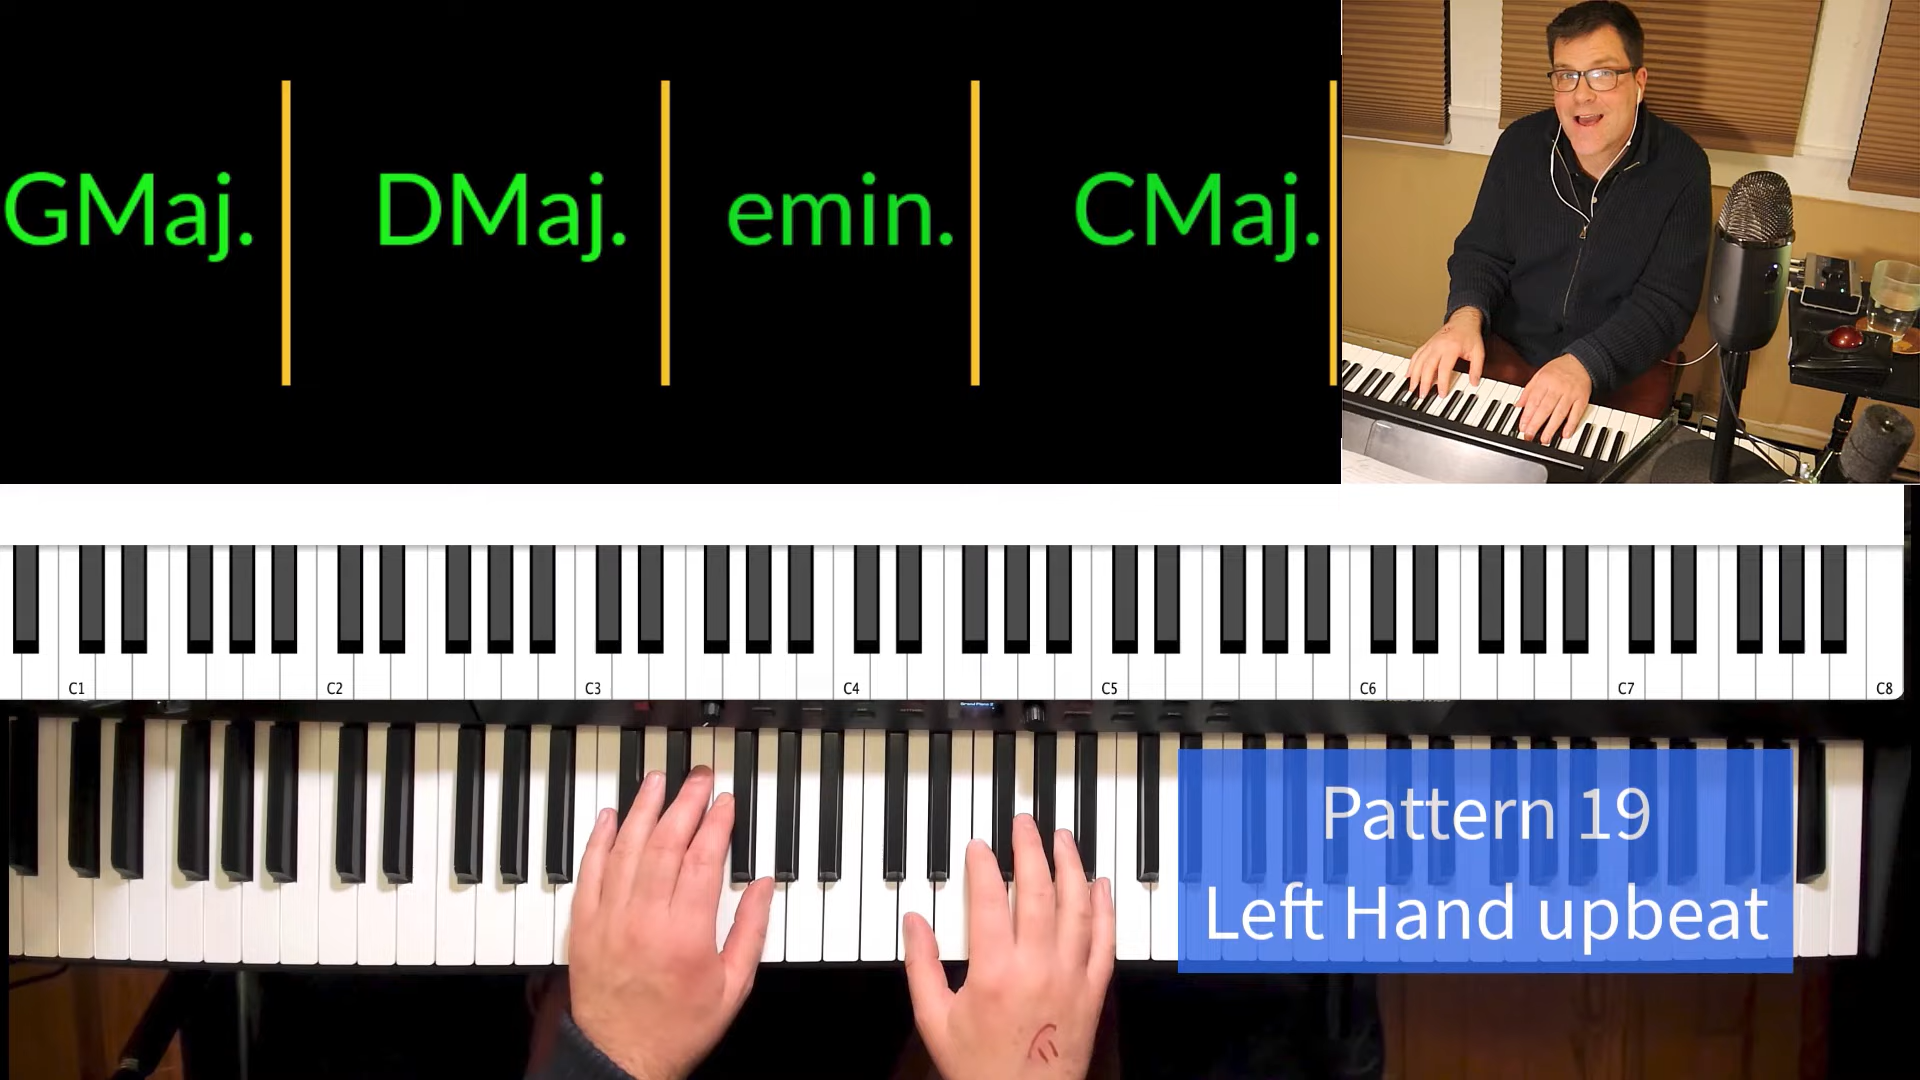 GMaj. DMaj. emin. CMaj.
C1 C2 C3 C4 C5 C6 C7 C8
Pattern 19
Left Hand upbeat